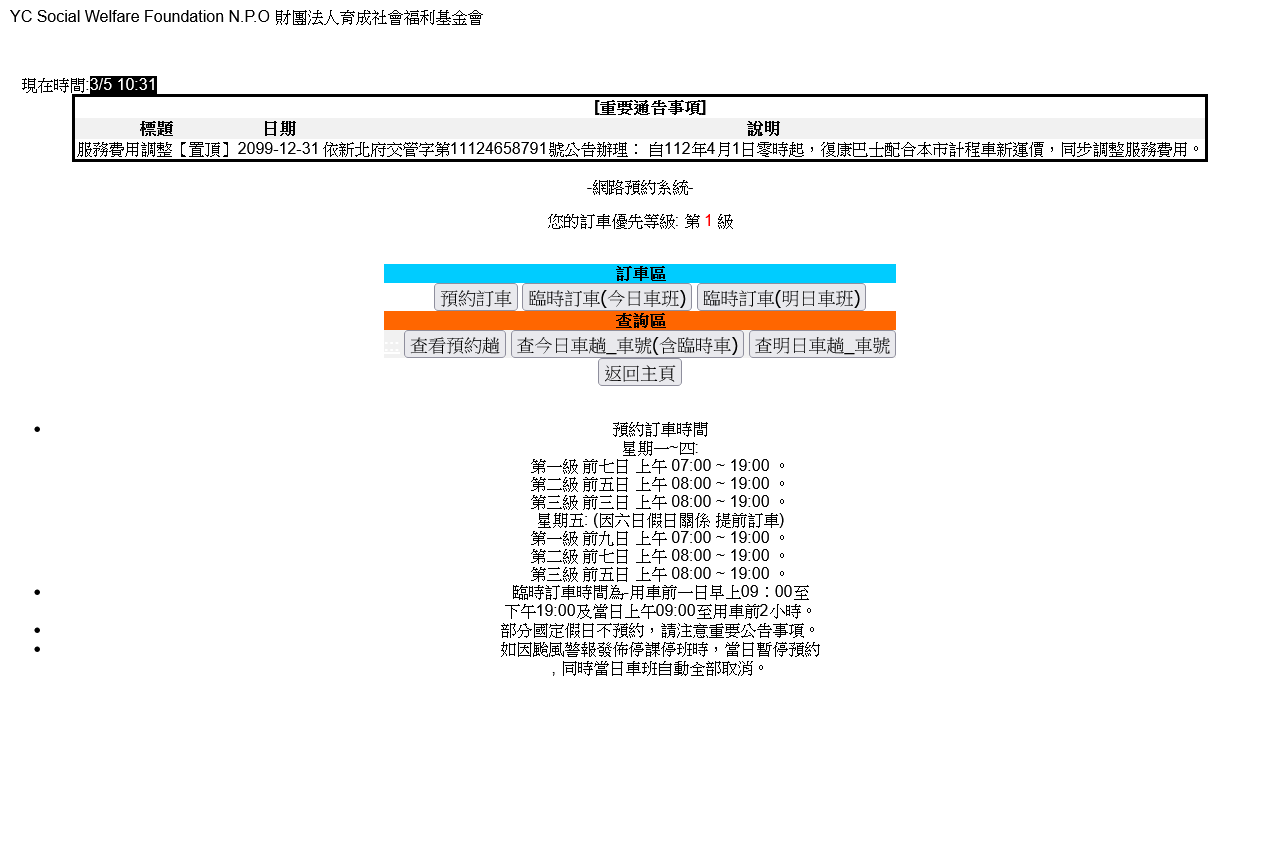 YC Social Welfare Foundation N.P.O 財團法人育成社會福利基金會
現在時間:3/5 10:31
[重要通告事項]
標題 日期 說明
服務費用調整【置頂】 2099-12-31 依新北府交管字第11124658791號公告辦理： 自112年4月1日零時起，復康巴士配合本市計程車新運價，同步調整服務費用。
-網路預約系統-
您的訂車優先等級: 第 1 級
訂車區
預約訂車 臨時訂車(今日車班) 臨時訂車(明日車班)
查詢區
::: 查看預約趟 查今日車趟_車號(含臨時車) 查明日車趟_車號
返回主頁
• 預約訂車時間
星期一~四:
第一級 前七日 上午 07:00 ~ 19:00 。
第二級 前五日 上午 08:00 ~ 19:00 。
第三級 前三日 上午 08:00 ~ 19:00 。
星期五: (因六日假日關係 提前訂車)
第一級 前九日 上午 07:00 ~ 19:00 。
第二級 前七日 上午 08:00 ~ 19:00 。
第三級 前五日 上午 08:00 ~ 19:00 。
• 臨時訂車時間為-用車前一日早上09：00至
下午19:00及當日上午09:00至用車前2小時。
• 部分國定假日不預約，請注意重要公告事項。
• 如因颱風警報發佈停課停班時，當日暫停預約
, 同時當日車班自動全部取消。